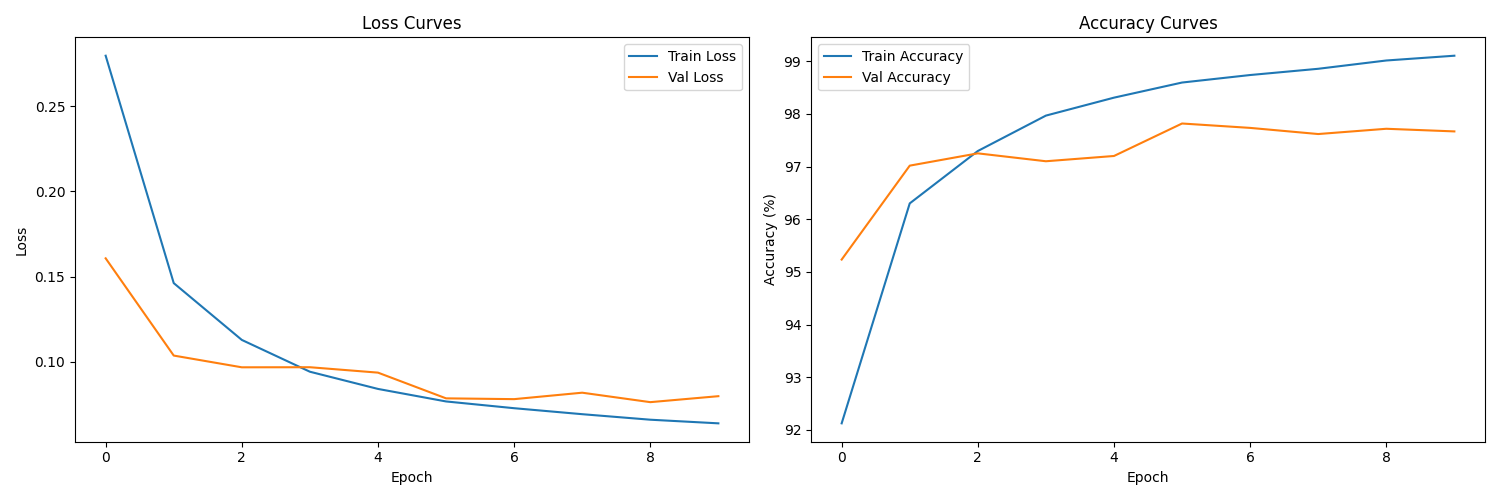 Loss Curves
Train Loss
Val Loss
0.25
0.20
0.15
0.10
Loss
0
2
4
6
8
Epoch
Accuracy Curves
Train Accuracy
Val Accuracy
99
98
97
96
95
94
93
92
Accuracy (%)
0
2
4
6
8
Epoch